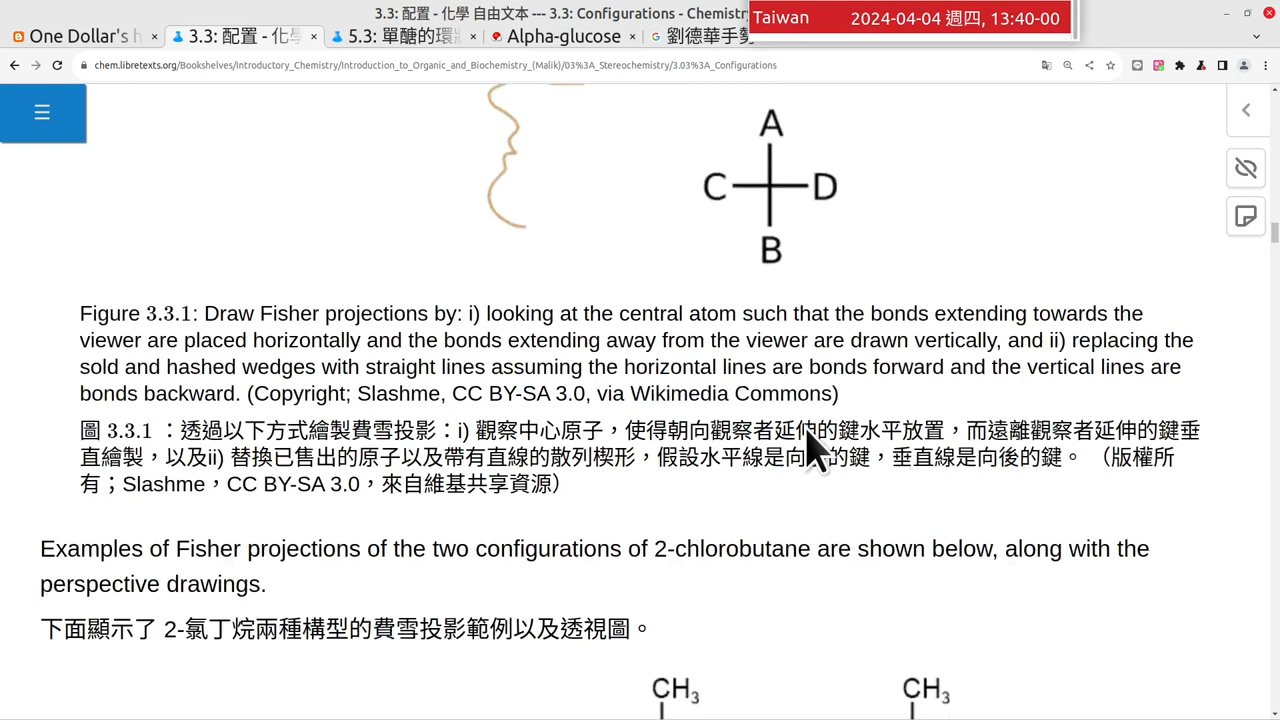 3.3: 配置 - 化學 自由文本 --- 3.3: Configurations - Chemistry
Taiwan 2024-04-04 週四, 13:40-00
One Dollar's h
3.3: 配置 - 化學
5.3: 單醣的環
Alpha-glucose
劉德華手勢
chem.libretexts.org/Bookshelves/Introductory_Chemistry/Introduction_to_Organic_and_Biochemistry_(Malik)/03%3A_Stereochemistry/3.03%3A_Configurations
A
C D
B
Figure 3.3.1: Draw Fisher projections by: i) looking at the central atom such that the bonds extending towards the
viewer are placed horizontally and the bonds extending away from the viewer are drawn vertically, and ii) replacing the
sold and hashed wedges with straight lines assuming the horizontal lines are bonds forward and the vertical lines are
bonds backward. (Copyright; Slashme, CC BY-SA 3.0, via Wikimedia Commons)
圖 3.3.1 ：透過以下方式繪製費雪投影：i) 觀察中心原子，使得朝向觀察者延伸的鍵水平放置，而遠離觀察者延伸的鍵垂
直繪製，以及ii) 替換已售出的原子以及帶有直線的散列楔形，假設水平線是向的鍵，垂直線是向後的鍵。 （版權所
有；Slashme，CC BY-SA 3.0，來自維基共享資源）
Examples of Fisher projections of the two configurations of 2-chlorobutane are shown below, along with the
perspective drawings.
下面顯示了 2-氯丁烷兩種構型的費雪投影範例以及透視圖。
CH3 CH3